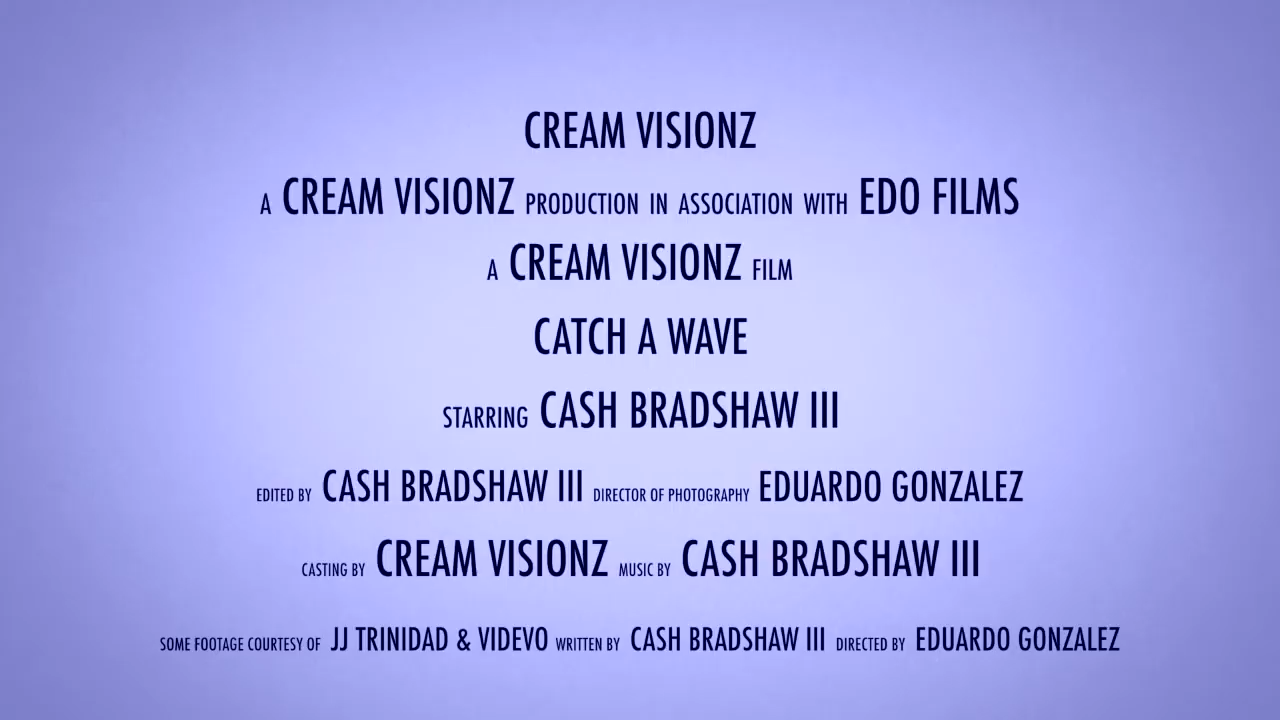 CREAM VISIONZ
A CREAM VISIONZ PRODUCTION IN ASSOCIATION WITH EDO FILMS
A CREAM VISIONZ FILM
CATCH A WAVE
STARRING CASH BRADSHAW III
EDITED BY CASH BRADSHAW III DIRECTOR OF PHOTOGRAPHY EDUARDO GONZALEZ
CASTING BY CREAM VISIONZ MUSIC BY CASH BRADSHAW III
SOME FOOTAGE COURTESY OF JJ TRINIDAD & VIDEVO WRITTEN BY CASH BRADSHAW III DIRECTED BY EDUARDO GONZALEZ